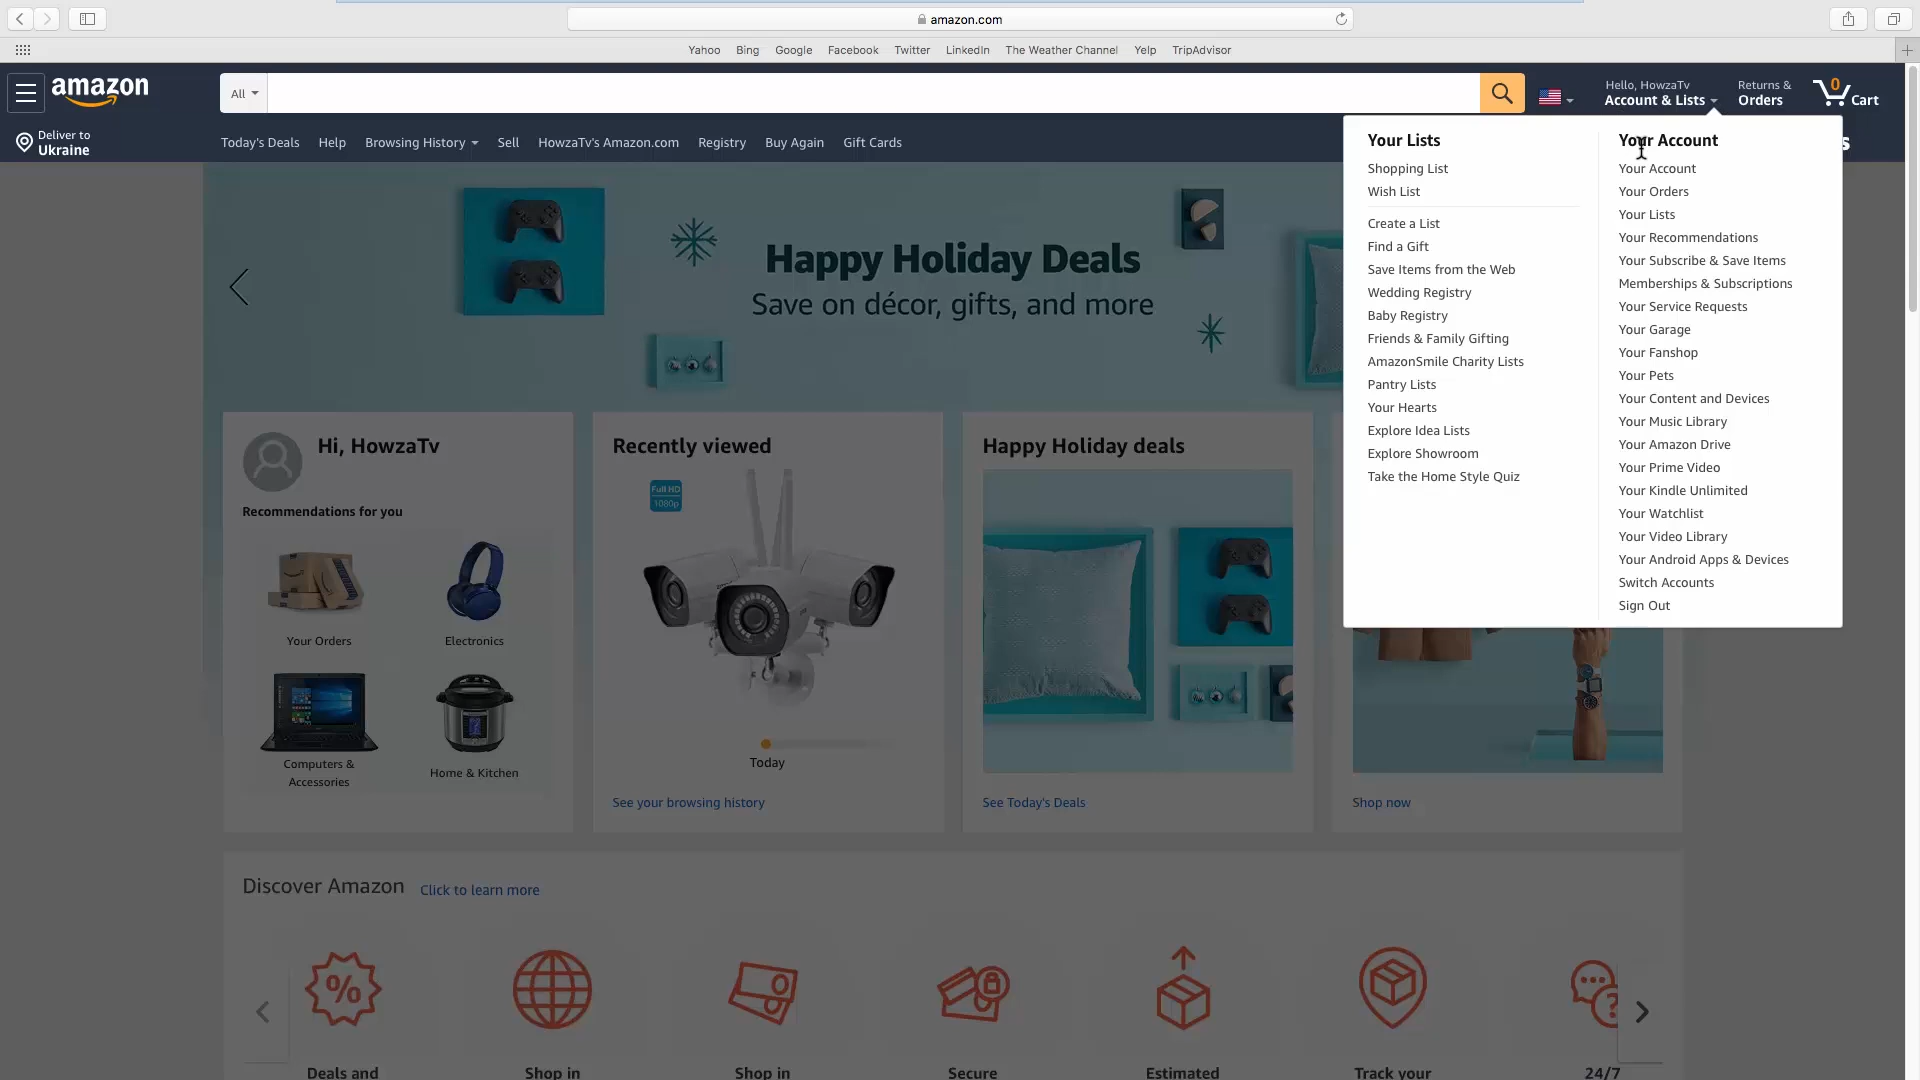 amazon.com
Yahoo Bing Google Facebook Twitter LinkedIn The Weather Channel Yelp TripAdvisor
amazon
All
Hello, HowzaTv
Account & Lists
Returns &
Orders
0
Cart
Deliver to
Ukraine
Today's Deals Help Browsing History Sell HowzaTv's Amazon.com Registry Buy Again Gift Cards
Your Lists
Shopping List
Wish List
Create a List
Find a Gift
Save Items from the Web
Wedding Registry
Baby Registry
Friends & Family Gifting
AmazonSmile Charity Lists
Pantry Lists
Your Hearts
Explore Idea Lists
Explore Showroom
Take the Home Style Quiz
Your Account
Your Account
Your Orders
Your Lists
Your Recommendations
Your Subscribe & Save Items
Memberships & Subscriptions
Your Service Requests
Your Garage
Your Fanshop
Your Pets
Your Content and Devices
Your Music Library
Your Amazon Drive
Your Prime Video
Your Kindle Unlimited
Your Watchlist
Your Video Library
Your Android Apps & Devices
Switch Accounts
Sign Out
Happy Holiday Deals
Save on décor, gifts, and more
Hi, HowzaTv
Recommendations for you
Your Orders
Electronics
Computers &
Accessories
Home & Kitchen
Recently viewed
Full HD
1080p
Today
See your browsing history
Happy Holiday deals
See Today's Deals
Shop now
Discover Amazon Click to learn more
%
Deals and
Shop in
Shop in
Secure
Estimated
Track your
24/7